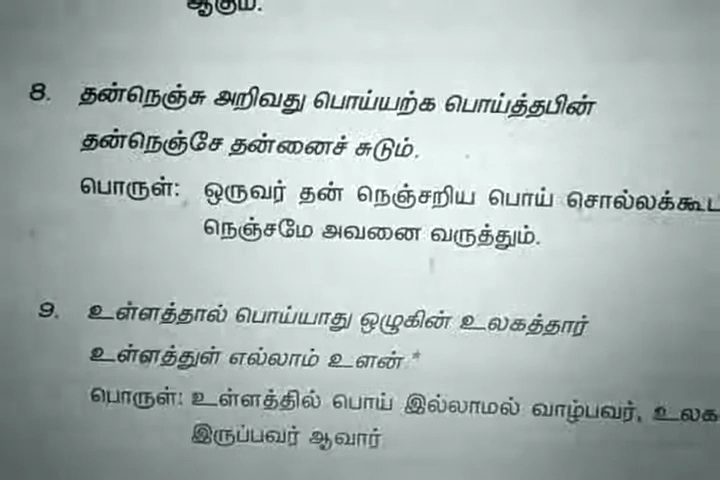 ஆகும்.
8. தன்நெஞ்சு அறிவது பொய்யற்க பொய்த்தபின்
தன்நெஞ்சே தன்னைச் சுடும்.
பொருள்: ஒருவர் தன் நெஞ்சறிய பொய் சொல்லக்கூட
நெஞ்சமே அவனை வருத்தும்.
9. உள்ளத்தால் பொய்யாது ஒழுகின் உலகத்தார்
உள்ளத்துள் எல்லாம் உளன்.*
பொருள்: உள்ளத்தில் பொய் இல்லாமல் வாழ்பவர், உலக
இருப்பவர் ஆவார்